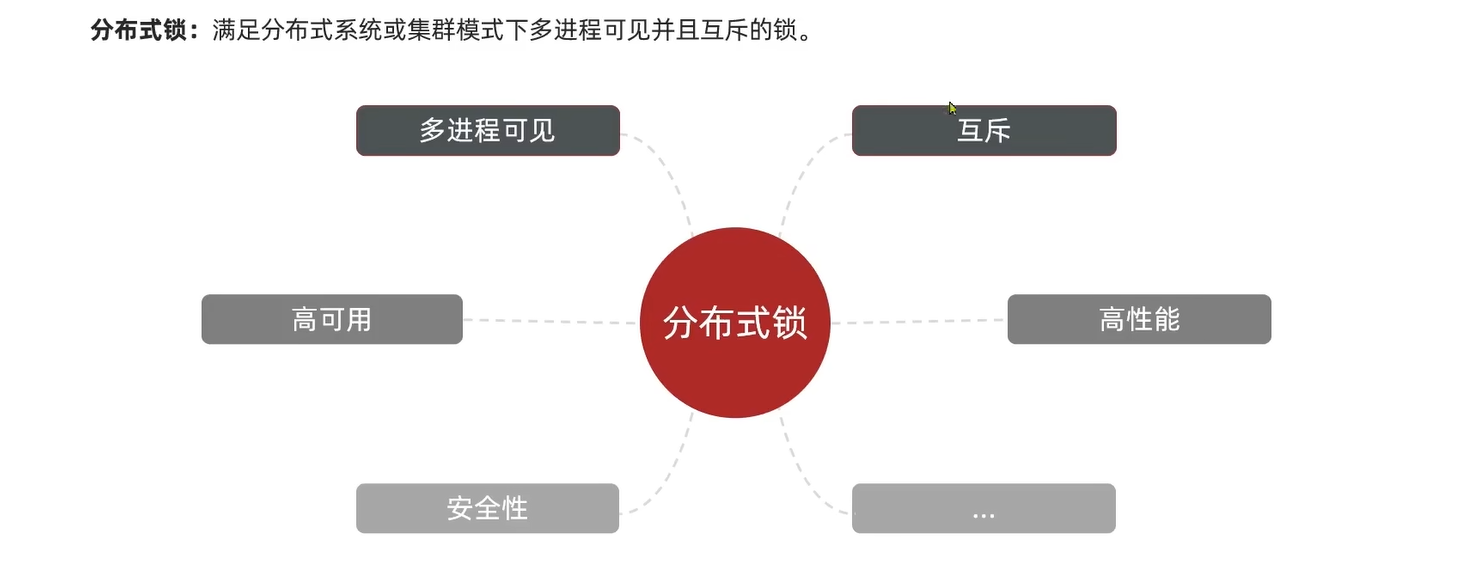 分布式锁：满足分布式系统或集群模式下多进程可见并且互斥的锁。
多进程可见
互斥
高可用
分布式锁
高性能
安全性
...